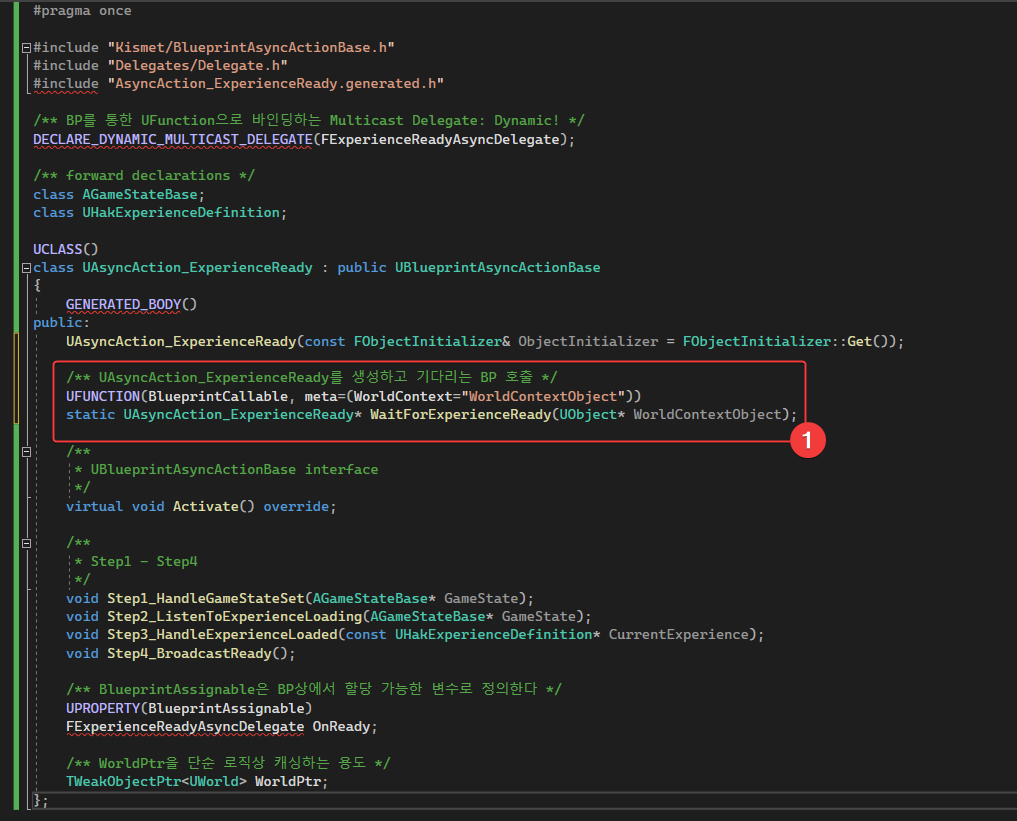 #pragma once
#include "Kismet/BlueprintAsyncActionBase.h"
#include "Delegates/Delegate.h"
#include "AsyncAction_ExperienceReady.generated.h"
/** BP를 통한 UFunction으로 바인딩하는 Multicast Delegate: Dynamic! */
DECLARE_DYNAMIC_MULTICAST_DELEGATE(FExperienceReadyAsyncDelegate);
/** forward declarations */
class AGameStateBase;
class UHakExperienceDefinition;
UCLASS()
class UAsyncAction_ExperienceReady : public UBlueprintAsyncActionBase
{
GENERATED_BODY()
public:
UAsyncAction_ExperienceReady(const FObjectInitializer& ObjectInitializer = FObjectInitializer::Get());
/** UAsyncAction_ExperienceReady를 생성하고 기다리는 BP 호출 */
UFUNCTION(BlueprintCallable, meta=(WorldContext="WorldContextObject"))
static UAsyncAction_ExperienceReady* WaitForExperienceReady(UObject* WorldContextObject);
1
/**
* UBlueprintAsyncActionBase interface
*/
virtual void Activate() override;
/**
* Step1 - Step4
*/
void Step1_HandleGameStateSet(AGameStateBase* GameState);
void Step2_ListenToExperienceLoading(AGameStateBase* GameState);
void Step3_HandleExperienceLoaded(const UHakExperienceDefinition* CurrentExperience);
void Step4_BroadcastReady();
/** BlueprintAssignable은 BP상에서 할당 가능한 변수로 정의한다 */
UPROPERTY(BlueprintAssignable)
FExperienceReadyAsyncDelegate OnReady;
/** WorldPtr을 단순 로직상 캐싱하는 용도 */
TWeakObjectPtr<UWorld> WorldPtr;
};